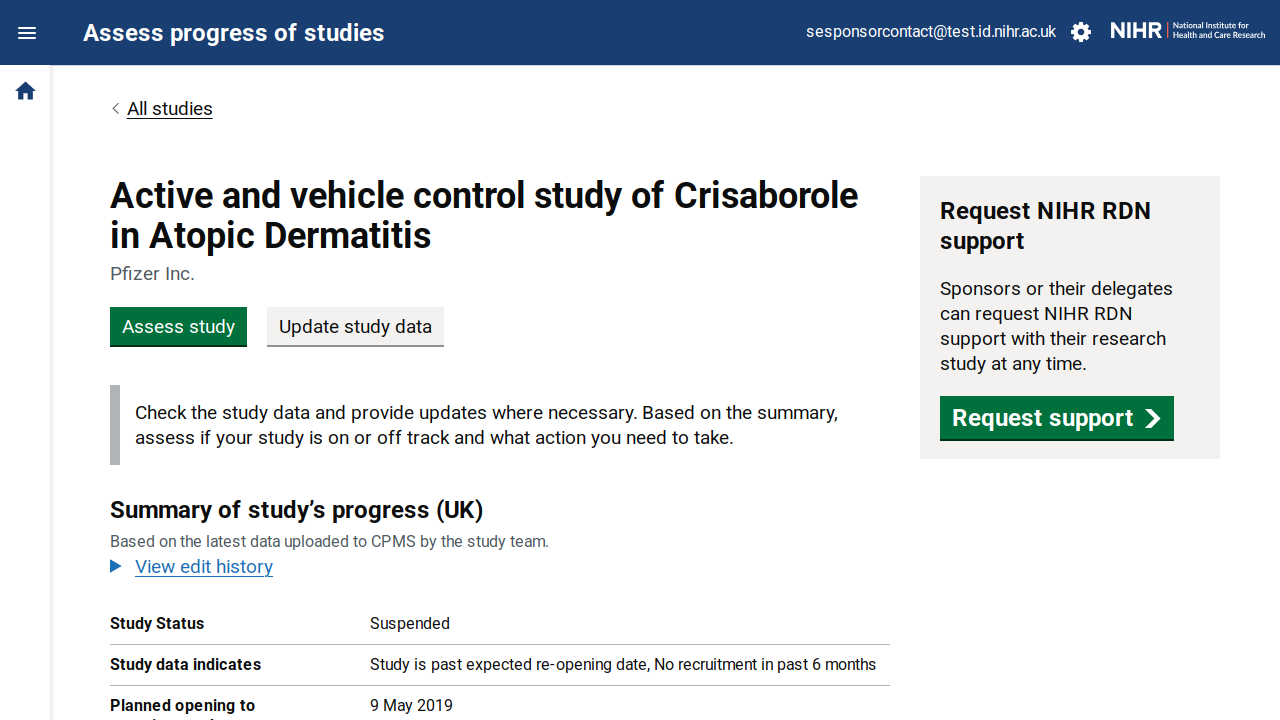 Assess progress of studies
sesponsorcontact@test.id.nihr.ac.uk
NIHR
National Institute for
Health and Care Research
All studies
Active and vehicle control study of Crisaborole
in Atopic Dermatitis
Pfizer Inc.
Assess study
Update study data
Check the study data and provide updates where necessary. Based on the summary,
assess if your study is on or off track and what action you need to take.
Summary of study’s progress (UK)
Based on the latest data uploaded to CPMS by the study team.
View edit history
Study Status
Suspended
Study data indicates
Study is past expected re-opening date, No recruitment in past 6 months
Planned opening to
9 May 2019
Request NIHR RDN
support
Sponsors or their delegates
can request NIHR RDN
support with their research
study at any time.
Request support